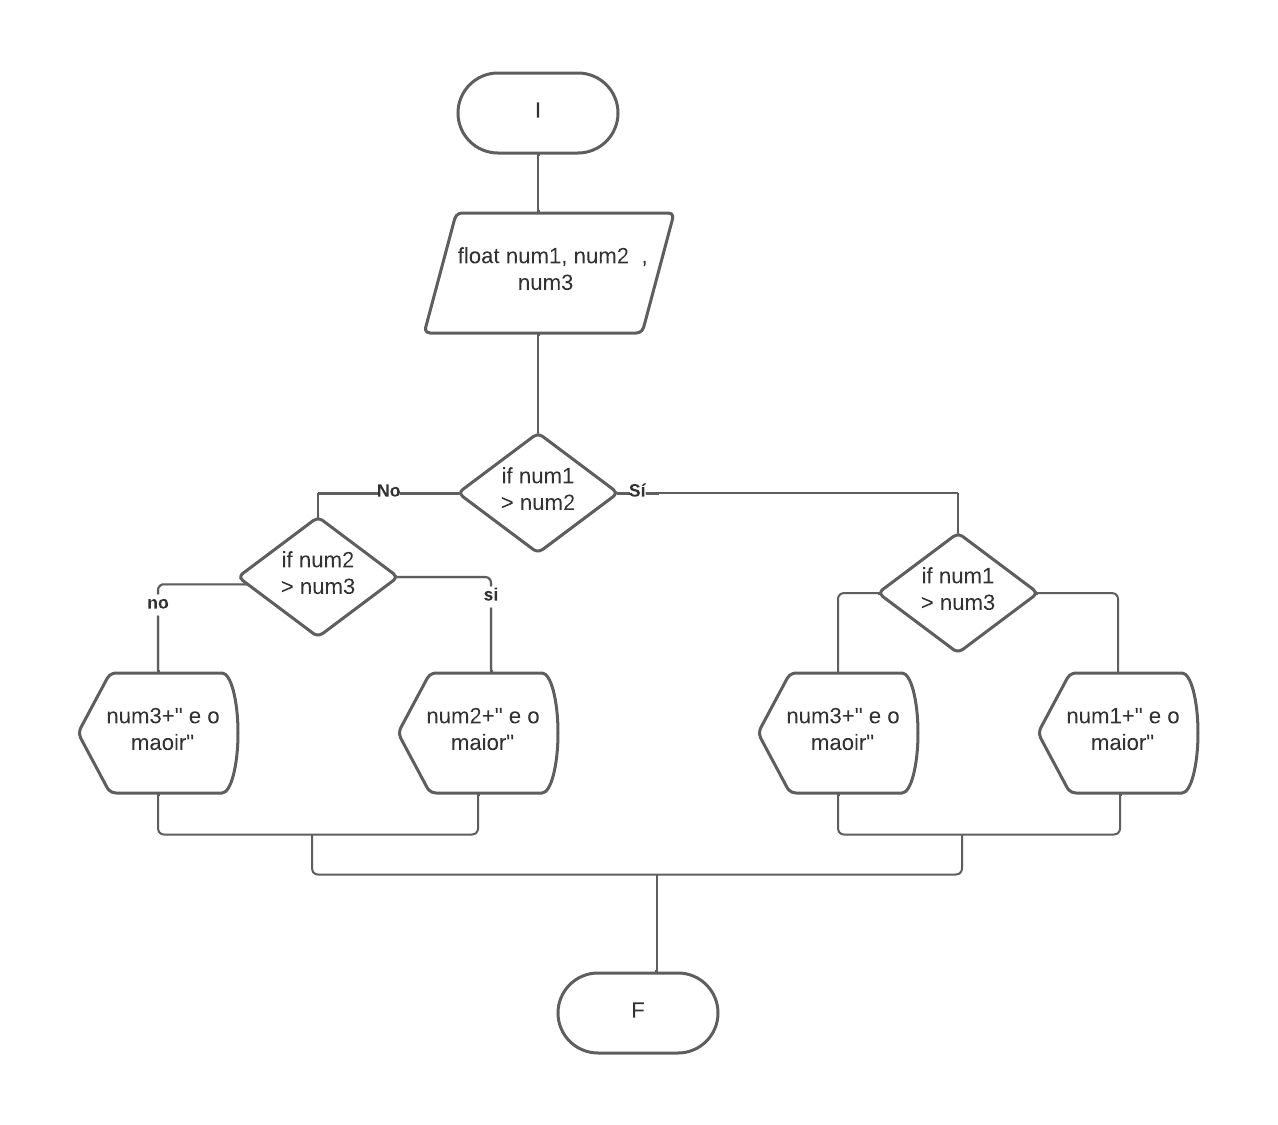 I
float num1, num2  ,
num3
if num1
> num2
No
Sí
if num2
> num3
if num1
> num3
no
si
num3+" e o
maoir"
num2+" e o
maior"
num3+" e o
maoir"
num1+" e o
maior"
F